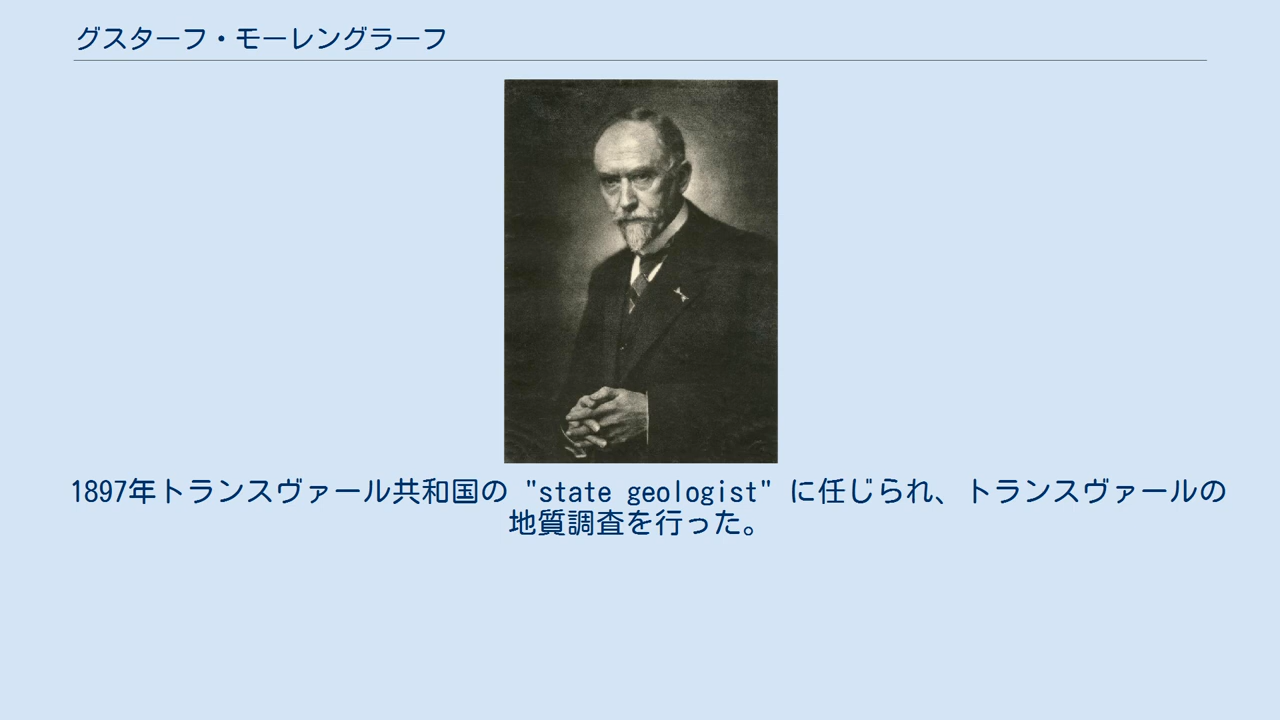 グスターフ・モーレングラーフ
1897年トランスヴァール共和国の "state geologist" に任じられ、トランスヴァールの
地質調査を行った。